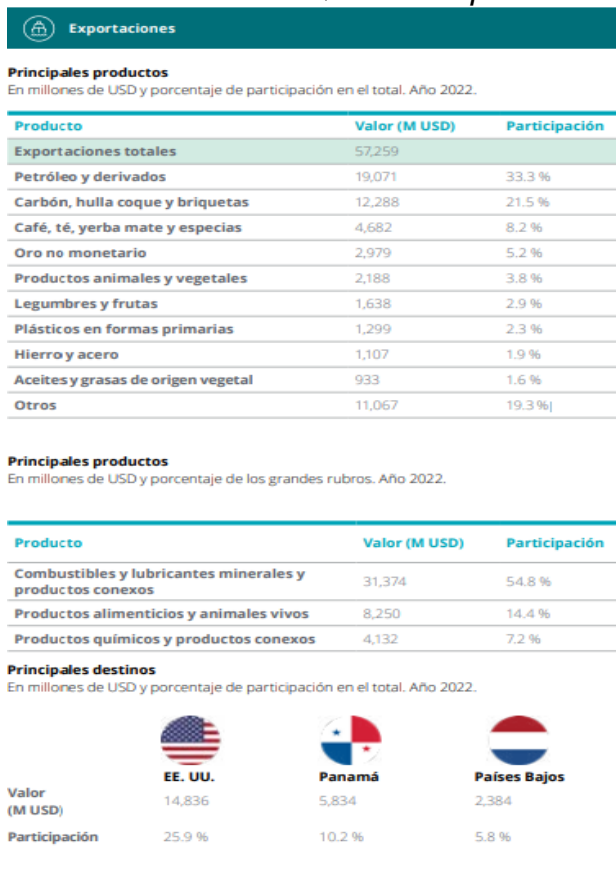 Exportaciones
Principales productos
En millones de USD y porcentaje de participación en el total. Año 2022.
Producto Valor (M USD) Participación
Exportaciones totales 57,259
Petróleo y derivados 19,071 33.3 %
Carbón, hulla coque y briquetas 12,288 21.5 %
Café, té, yerba mate y especias 4,682 8.2 %
Oro no monetario 2,979 5.2 %
Productos animales y vegetales 2,188 3.8 %
Legumbres y frutas 1,638 2.9 %
Plásticos en formas primarias 1,299 2.3 %
Hierro y acero 1,107 1.9 %
Aceites y grasas de origen vegetal 933 1.6 %
Otros 11,067 19.3 %
Principales productos
En millones de USD y porcentaje de los grandes rubros. Año 2022.
Producto Valor (M USD) Participación
Combustibles y lubricantes minerales y
productos conexos 31,374 54.8 %
Productos alimenticios y animales vivos 8,250 14.4 %
Productos químicos y productos conexos 4,132 7.2 %
Principales destinos
En millones de USD y porcentaje de participación en el total. Año 2022.
EE. UU. Panamá Países Bajos
Valor
(M USD) 14,836 5,834 2,384
Participación 25.9 % 10.2 % 5.8 %